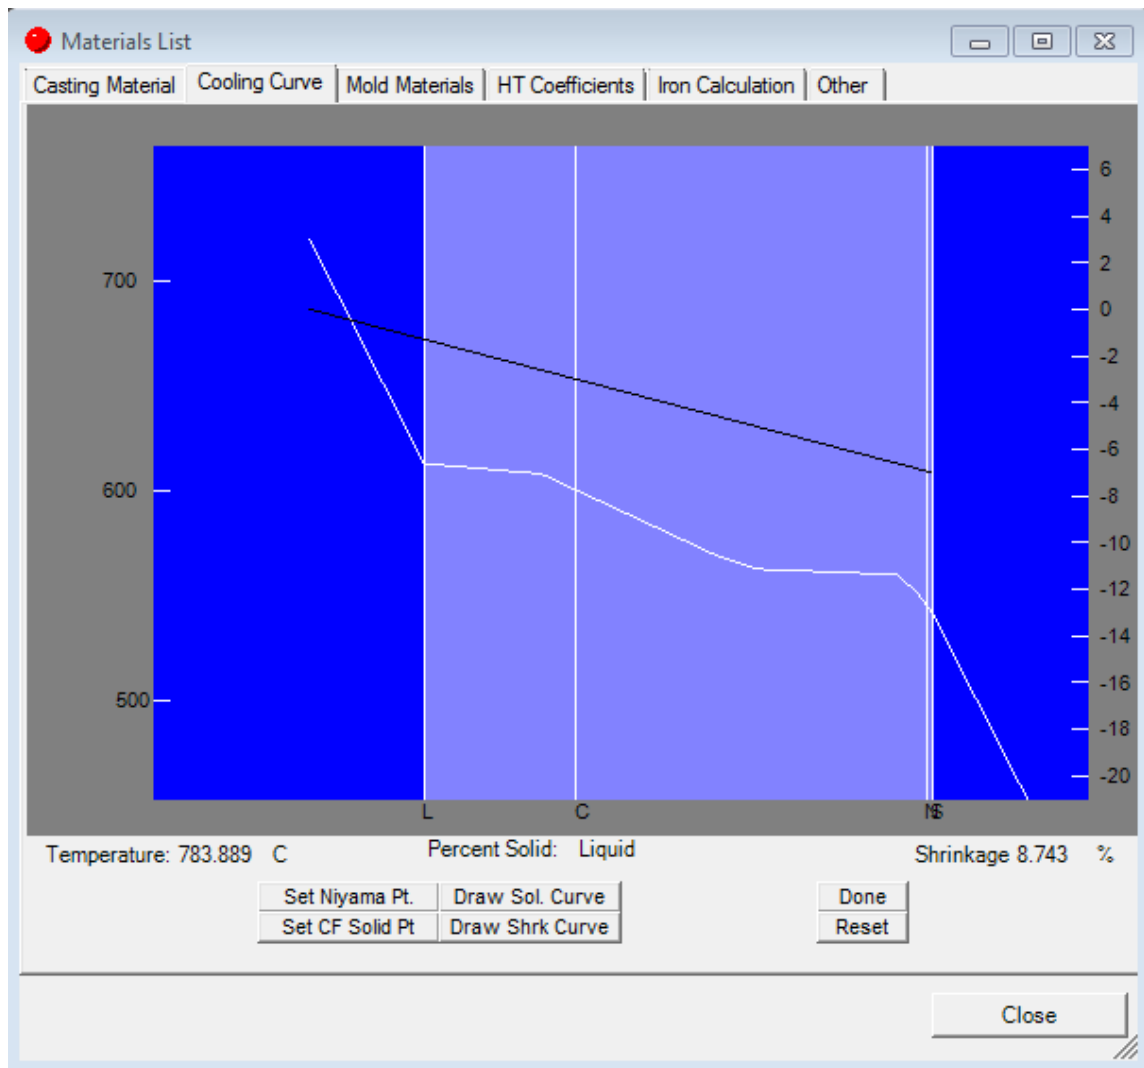 Materials List
Casting Material Cooling Curve Mold Materials HT Coefficients Iron Calculation Other
6
4
2
700
0
-2
-4
-6
600
-8
-10
-12
-14
-16
500
-18
-20
L C N S
Temperature: 783.889 C Percent Solid: Liquid Shrinkage 8.743 %
Set Niyama Pt. Draw Sol. Curve Done
Set CF Solid Pt Draw Shrk Curve Reset
Close